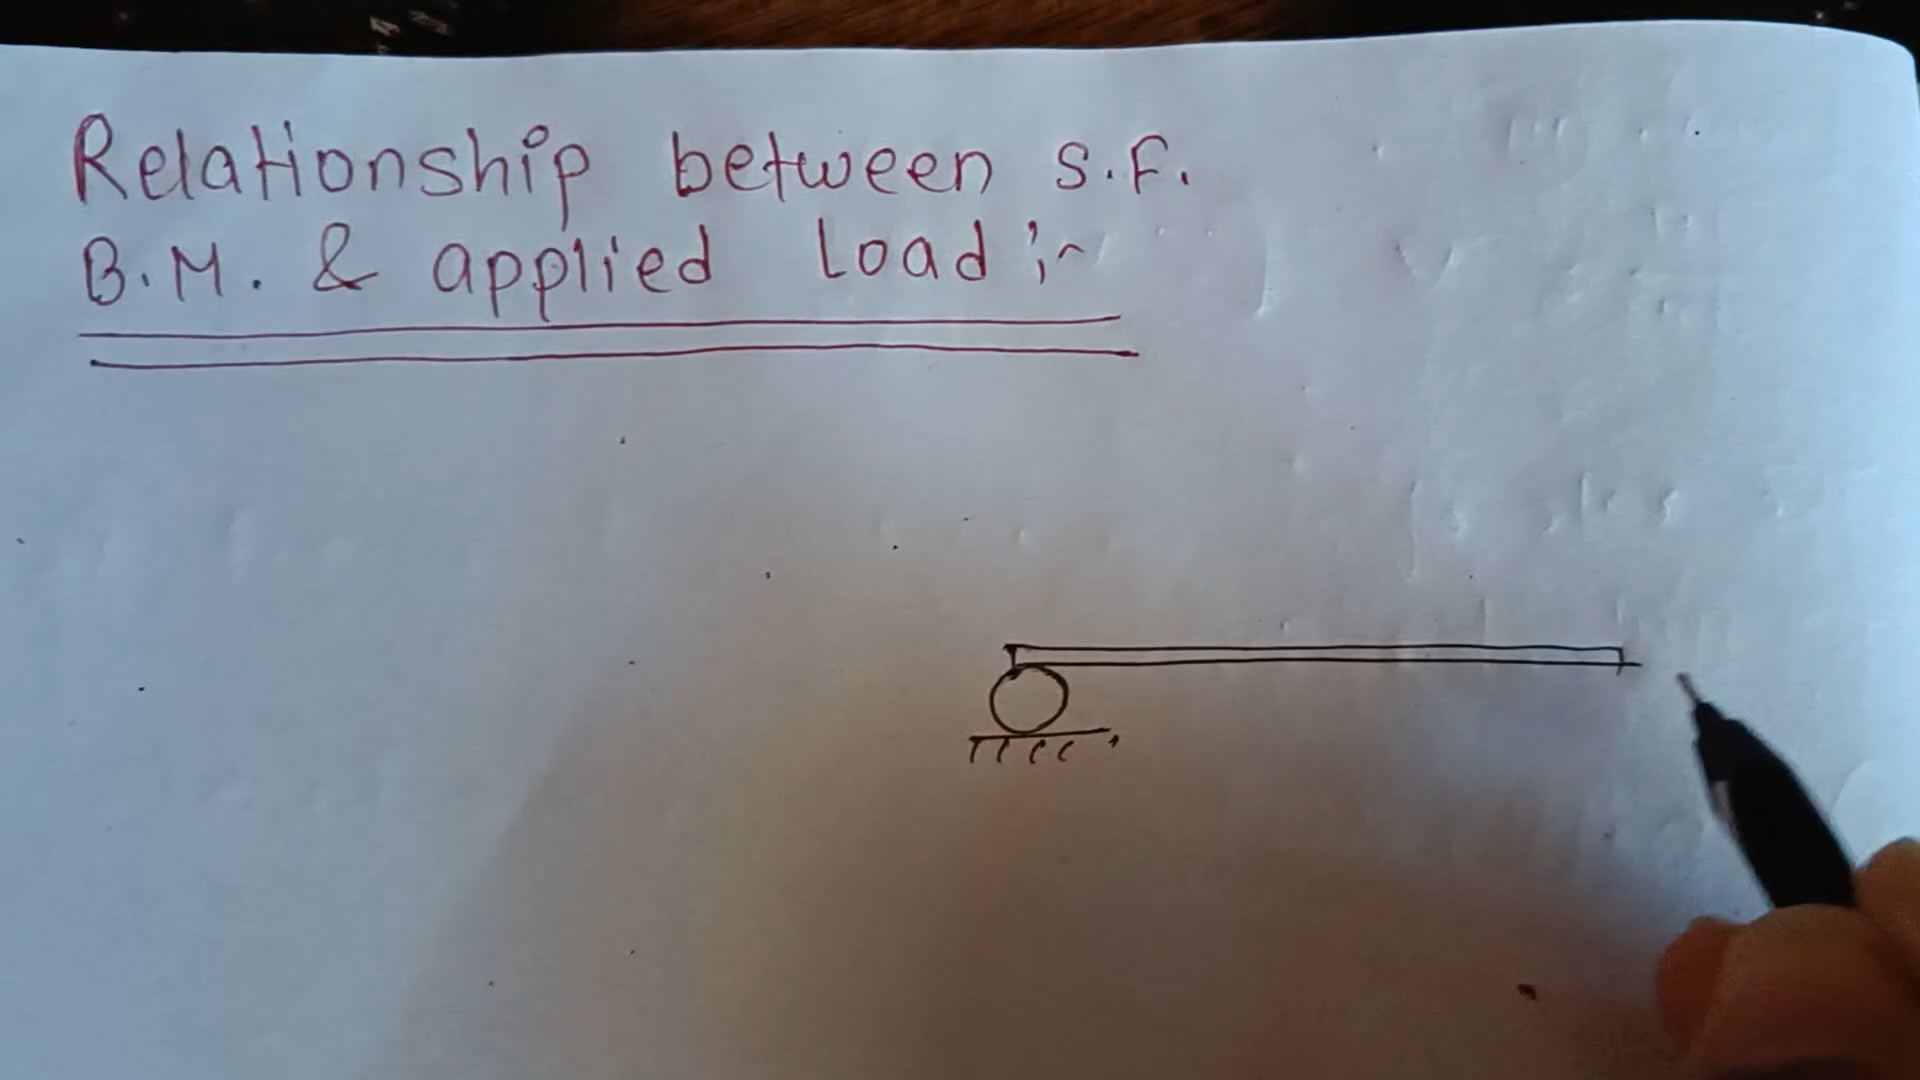 Relationship between S.F.
B.M. & applied load :-